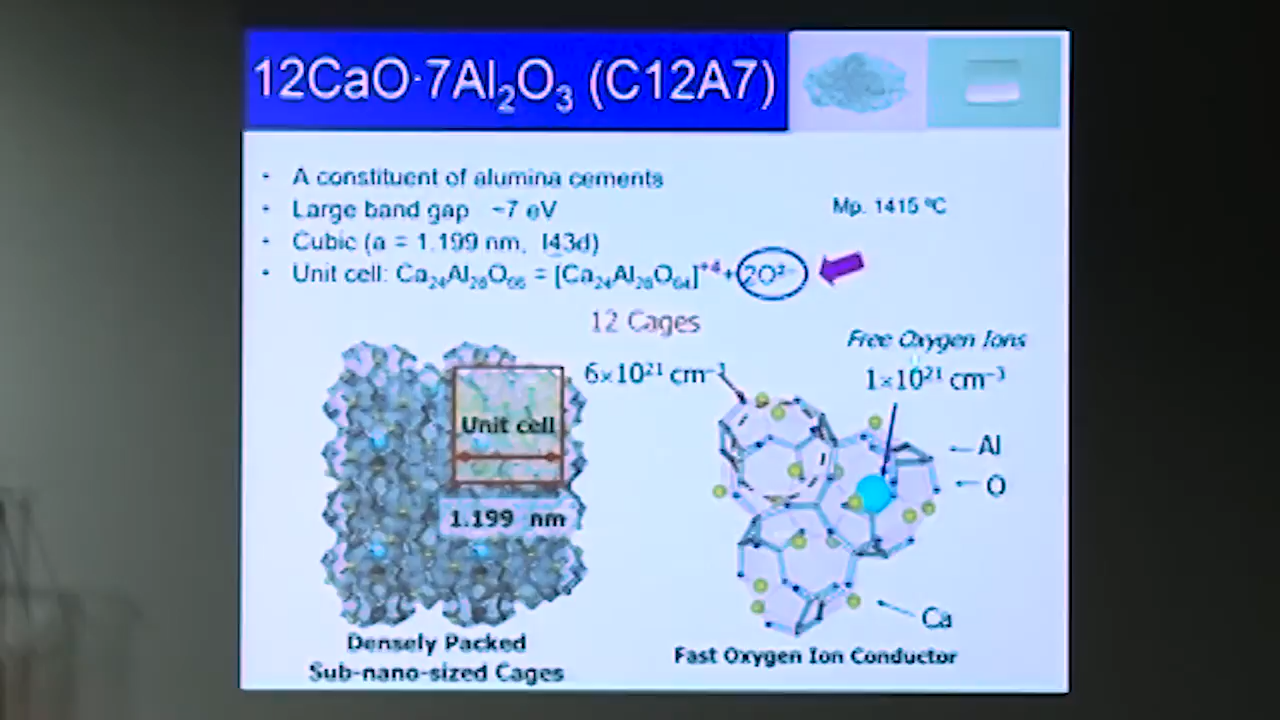 12CaO·7Al₂O₃ (C12A7)
• A constituent of alumina cements
• Large band gap ~7 eV
Mp. 1415 ºC
• Cubic (a = 1.199 nm, I43d)
• Unit cell: Ca₂₄Al₂₈O₆₆ = [Ca₂₄Al₂₈O₆₄]⁺⁴+2O²⁻
12 Cages
6×10²¹ cm⁻³
Free Oxygen Ions
1×10²¹ cm⁻³
Unit cell
1.199 nm
Al
O
Ca
Densely Packed
Sub-nano-sized Cages
Fast Oxygen Ion Conductor